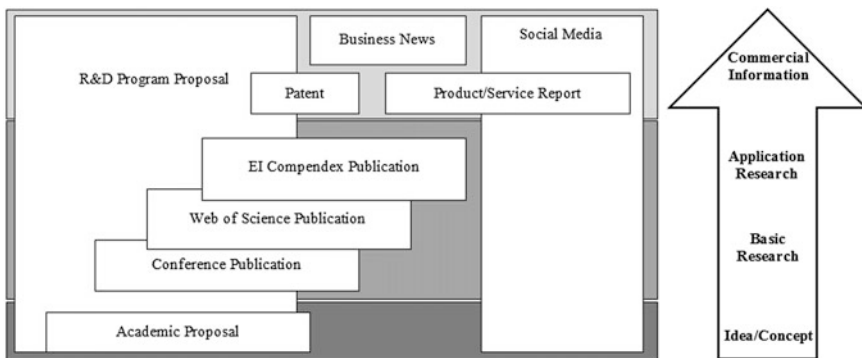 Business News
Social Media
R&D Program Proposal
Patent
Product/Service Report
EI Compendex Publication
Web of Science Publication
Conference Publication
Academic Proposal
Commercial
Information
Application
Research
Basic
Research
Idea/Concept